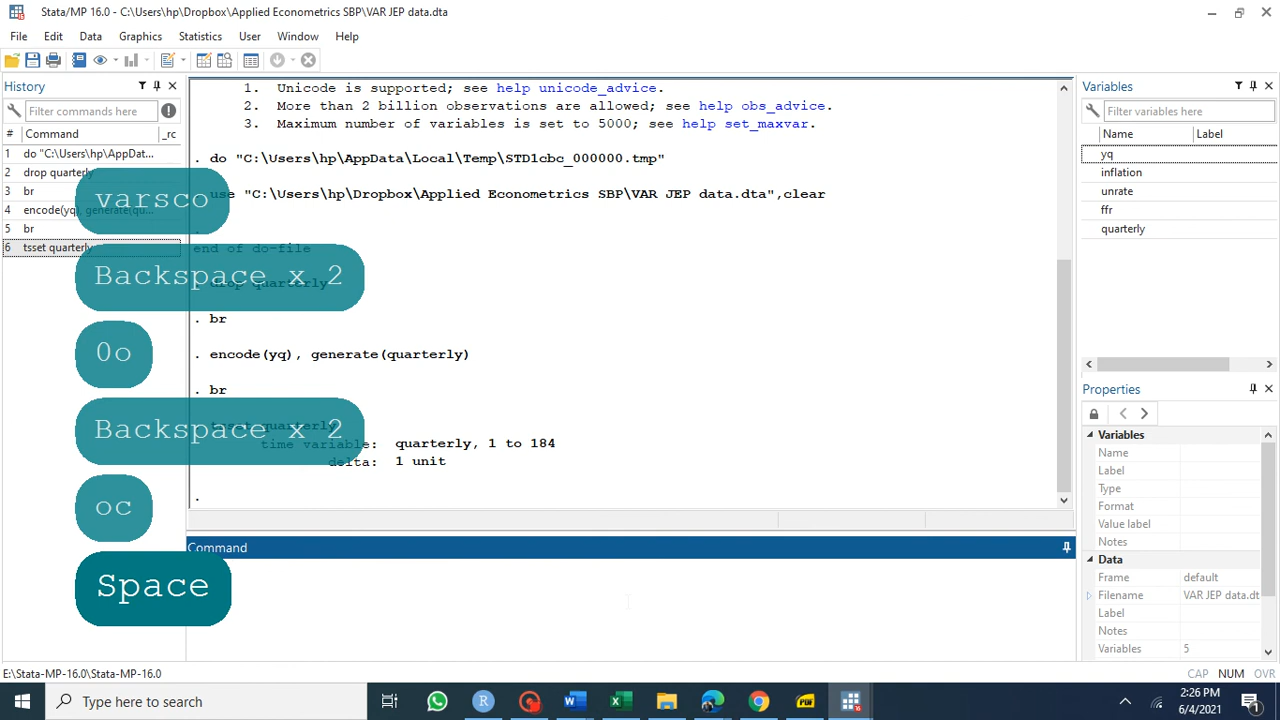 Stata/MP 16.0 - C:\Users\hp\Dropbox\Applied Econometrics SBP\VAR JEP data.dta
File Edit Data Graphics Statistics User Window Help
History
Filter commands here
# Command _rc
1 do "C:\Users\hp\AppDat...
2 drop quarterly
3 br
4 encode(yq), generate(qu...
5 br
6 tsset quarterly
varsco
Backspace x 2
0o
Backspace x 2
oc
Space
1. Unicode is supported; see help unicode_advice.
2. More than 2 billion observations are allowed; see help obs_advice.
3. Maximum number of variables is set to 5000; see help set_maxvar.
. do "C:\Users\hp\AppData\Local\Temp\STD1cbc_000000.tmp"
. use "C:\Users\hp\Dropbox\Applied Econometrics SBP\VAR JEP data.dta",clear
.
end of do-file
. drop quarterly
. br
. encode(yq), generate(quarterly)
. br
. tsset quarterly
time variable: quarterly, 1 to 184
delta: 1 unit
.
Command
Variables
Filter variables here
Name Label
yq
inflation
unrate
ffr
quarterly
Properties
Variables
Name
Label
Type
Format
Value label
Notes
Data
Frame default
Filename VAR JEP data.dt
Label
Notes
Variables 5
E:\Stata-MP-16.0\Stata-MP-16.0
CAP NUM OVR
Type here to search
2:26 PM
6/4/2021
1